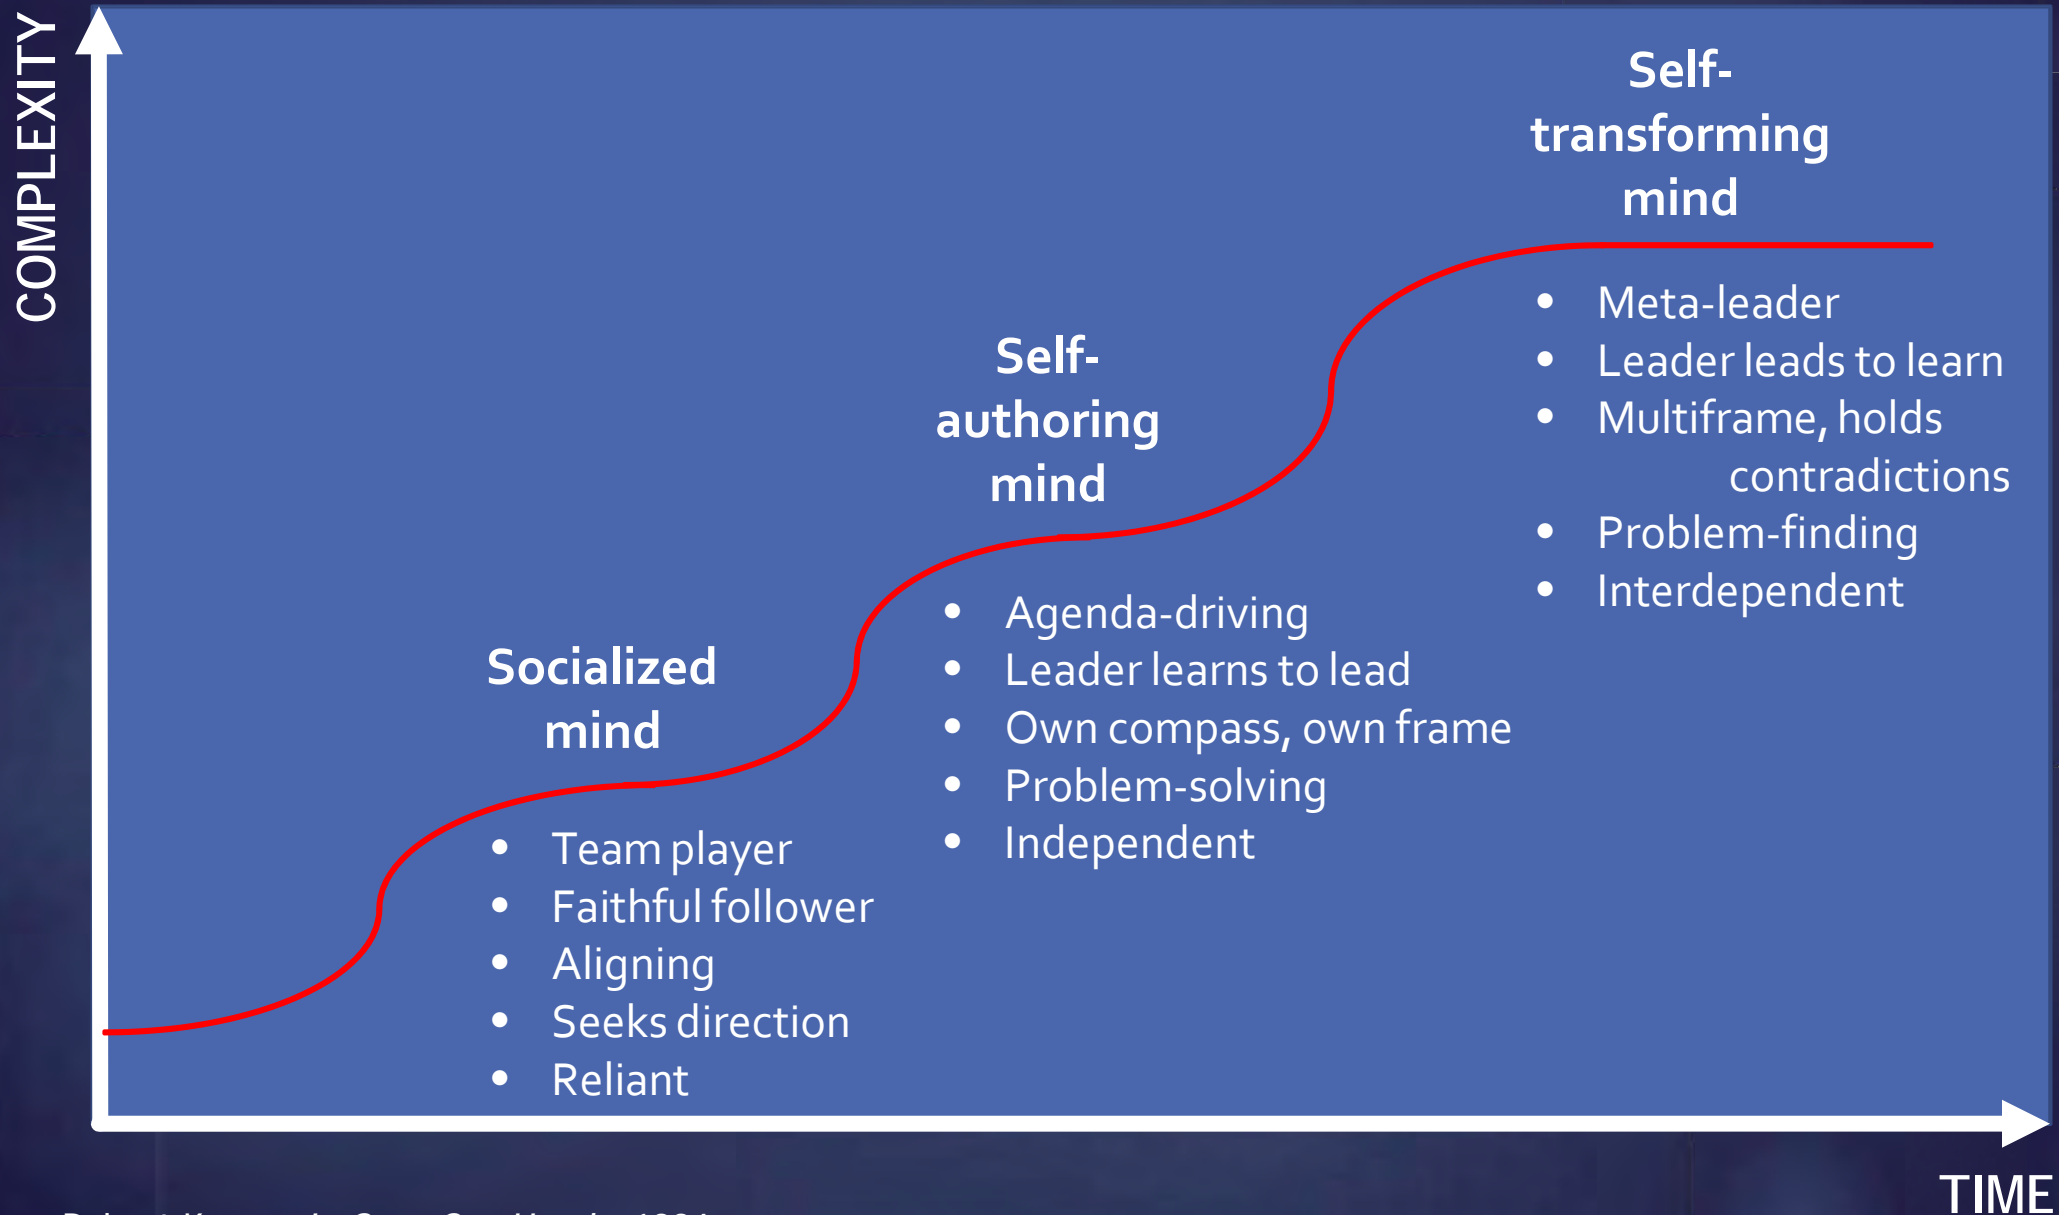 COMPLEXITY
Self-
transforming
mind
• Meta-leader
• Leader leads to learn
• Multiframe, holds
contradictions
• Problem-finding
• Interdependent
Self-
authoring
mind
• Agenda-driving
• Leader learns to lead
• Own compass, own frame
• Problem-solving
• Independent
Socialized
mind
• Team player
• Faithful follower
• Aligning
• Seeks direction
• Reliant
TIME